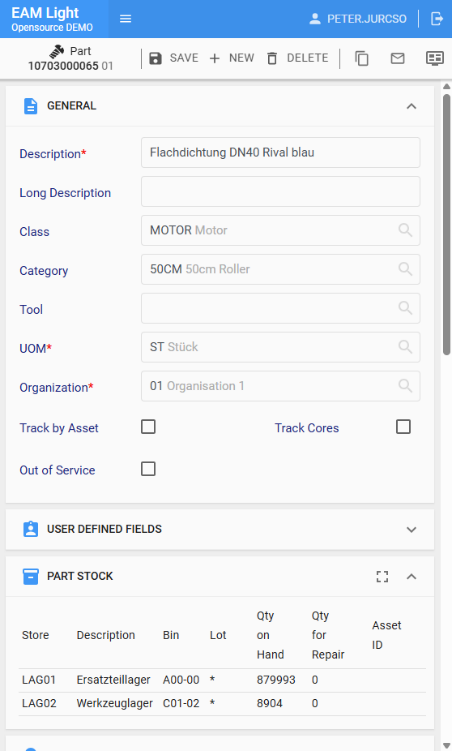 EAM Light
Opensource DEMO
PETER.JURCSO
Part
10703000065 01
SAVE
NEW
DELETE
GENERAL
Description*
Flachdichtung DN40 Rival blau
Long Description
Class
MOTOR Motor
Category
50CM 50cm Roller
Tool
UOM*
ST Stück
Organization*
01 Organisation 1
Track by Asset
Track Cores
Out of Service
USER DEFINED FIELDS
PART STOCK
Store Description Bin Lot Qty on Hand Qty for Repair Asset ID
LAG01 Ersatzteillager A00-00 * 879993 0
LAG02 Werkzeuglager C01-02 * 8904 0